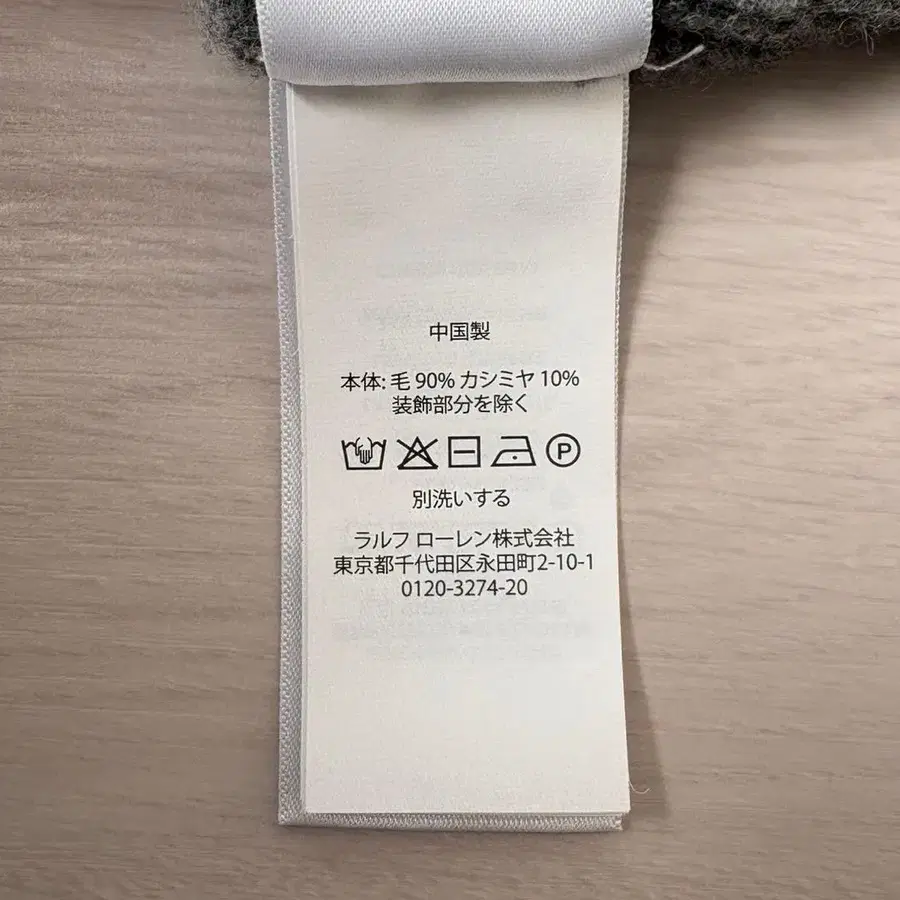 中国製
本体: 毛 90% カシミヤ 10%
装飾部分を除く
P
別洗いする
ラルフ ローレン株式会社
東京都千代田区永田町2-10-1
0120-3274-20